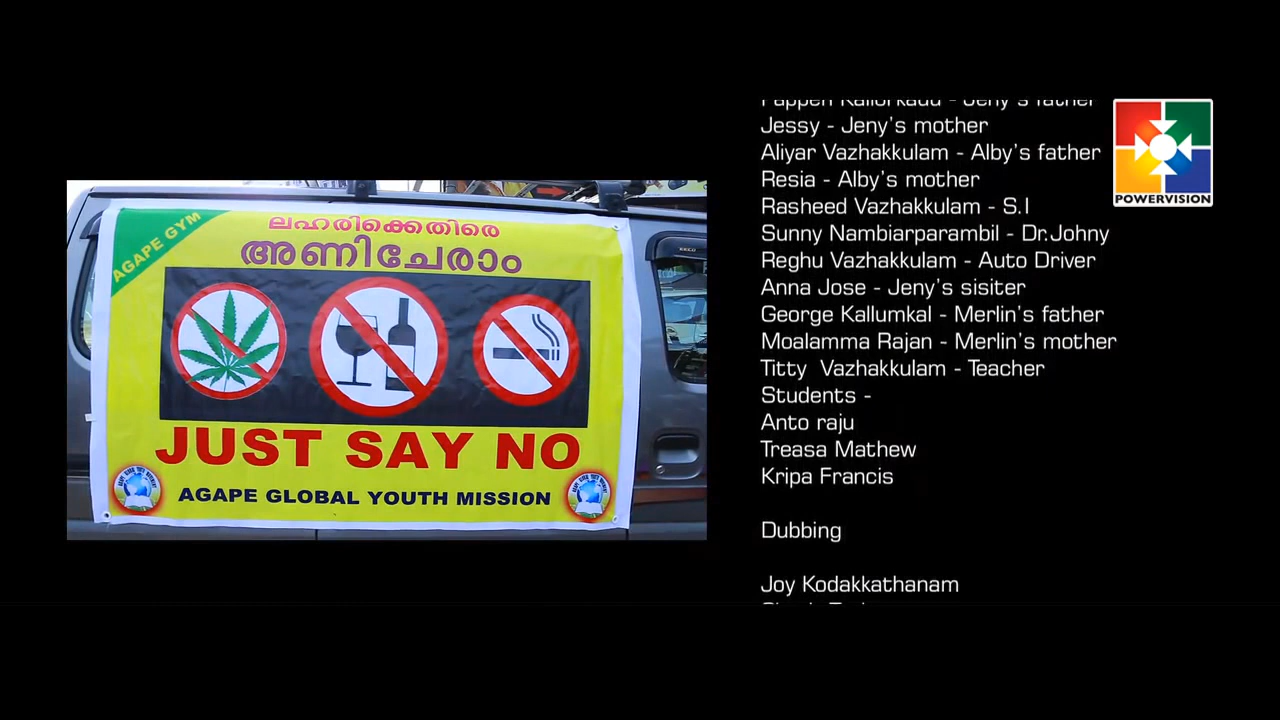 AGAPE GYM
ലഹരിക്കെതിരെ
അണിചേരാം
JUST SAY NO
AGAPE GLOBAL YOUTH MISSION
Jessy - Jeny's mother
Aliyar Vazhakkulam - Alby's father
Resia - Alby's mother
Rasheed Vazhakkulam - S.I
Sunny Nambiarparambil - Dr.Johny
Reghu Vazhakkulam - Auto Driver
Anna Jose - Jeny's sisiter
George Kallumkal - Merlin's father
Moalamma Rajan - Merlin's mother
Titty  Vazhakkulam - Teacher
Students -
Anto raju
Treasa Mathew
Kripa Francis
Dubbing
Joy Kodakkathanam
POWERVISION